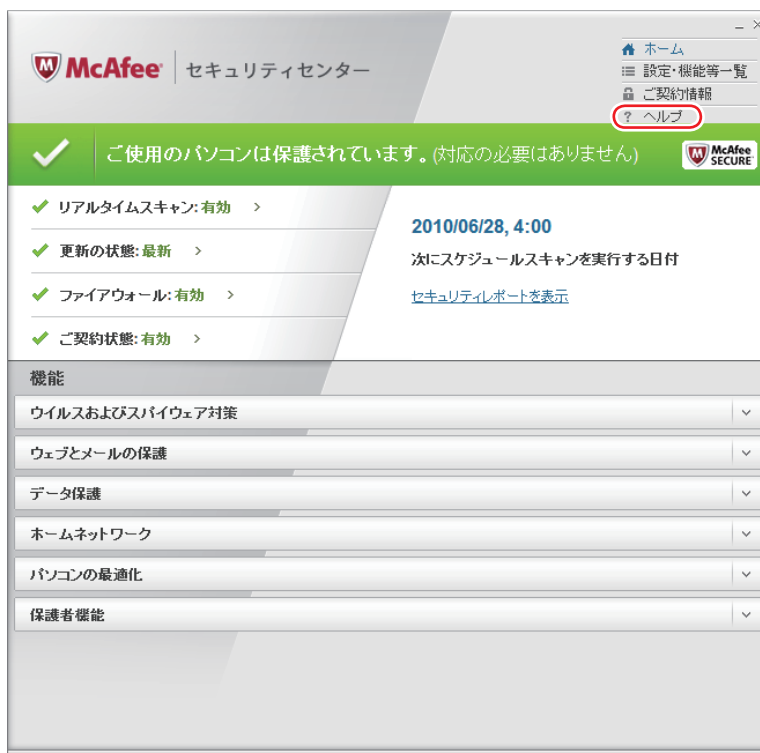 McAfee セキュリティセンター
ホーム
設定・機能等一覧
ご契約情報
? ヘルプ
ご使用のパソコンは保護されています。(対応の必要はありません)
McAfee
SECURE
リアルタイムスキャン:有効 >
更新の状態:最新 >
ファイアウォール:有効 >
ご契約状態:有効 >
2010/06/28, 4:00
次にスケジュールスキャンを実行する日付
セキュリティレポートを表示
機能
ウイルスおよびスパイウェア対策
ウェブとメールの保護
データ保護
ホームネットワーク
パソコンの最適化
保護者機能